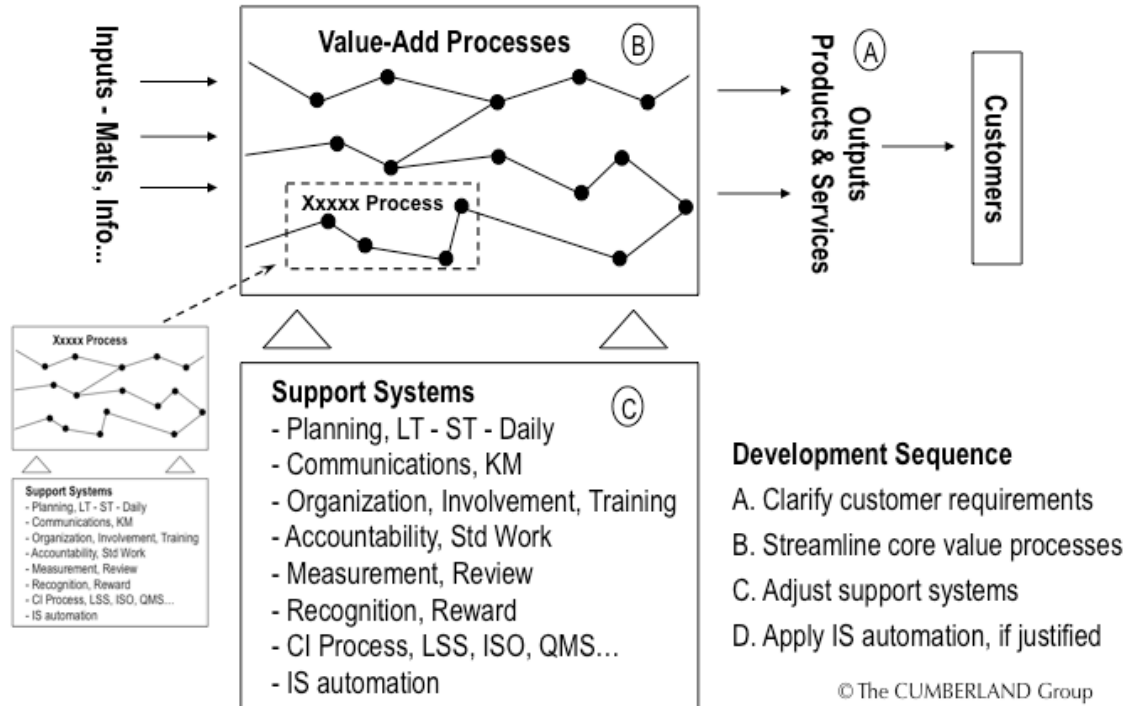 Inputs - Matls, Info...
Value-Add Processes
B
Xxxxx Process
A
Outputs
Products & Services
Customers
Xxxxx Process
Support Systems
- Planning, LT - ST - Daily
- Communications, KM
- Organization, Involvement, Training
- Accountability, Std Work
- Measurement, Review
- Recognition, Reward
- CI Process, LSS, ISO, QMS...
- IS automation
Support Systems
C
- Planning, LT - ST - Daily
- Communications, KM
- Organization, Involvement, Training
- Accountability, Std Work
- Measurement, Review
- Recognition, Reward
- CI Process, LSS, ISO, QMS...
- IS automation
Development Sequence
A. Clarify customer requirements
B. Streamline core value processes
C. Adjust support systems
D. Apply IS automation, if justified
© The CUMBERLAND Group